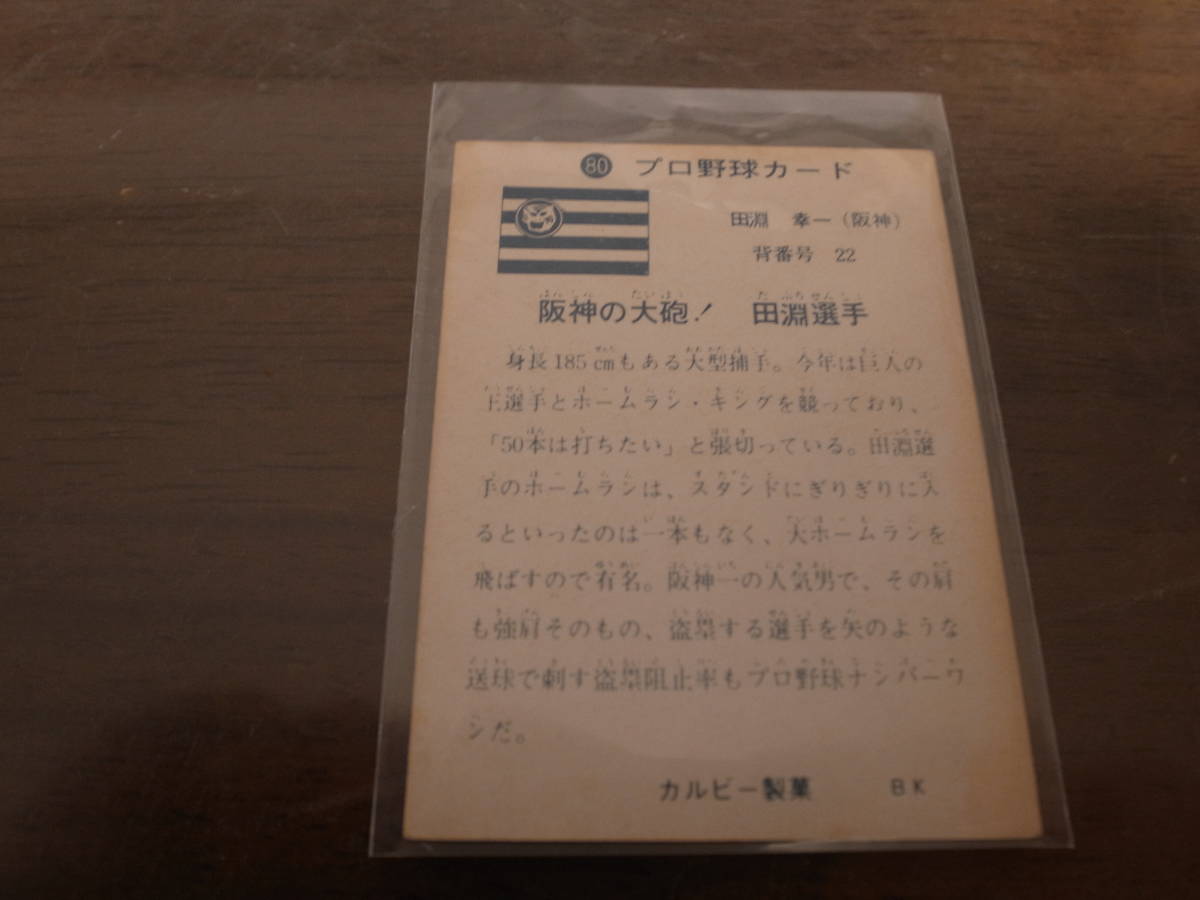 80 プロ野球カード
田淵 幸一(阪神)
背番号 22
阪神の大砲! 田淵選手
身長185cmもある大型捕手。今年は巨人の
王選手とホームラン・キングを競っており、
「50本は打ちたい」と張切っている。田淵選
手のホームランは、スタンドにぎりぎりに入
るといったのは一本もなく、大ホームランを
飛ばすので有名。阪神一の人気男で、その肩
も強肩そのもの、盗塁する選手を矢のような
送球で刺す盗塁阻止率もプロ野球ナンバーワ
ンだ。
カルビー製菓 BK